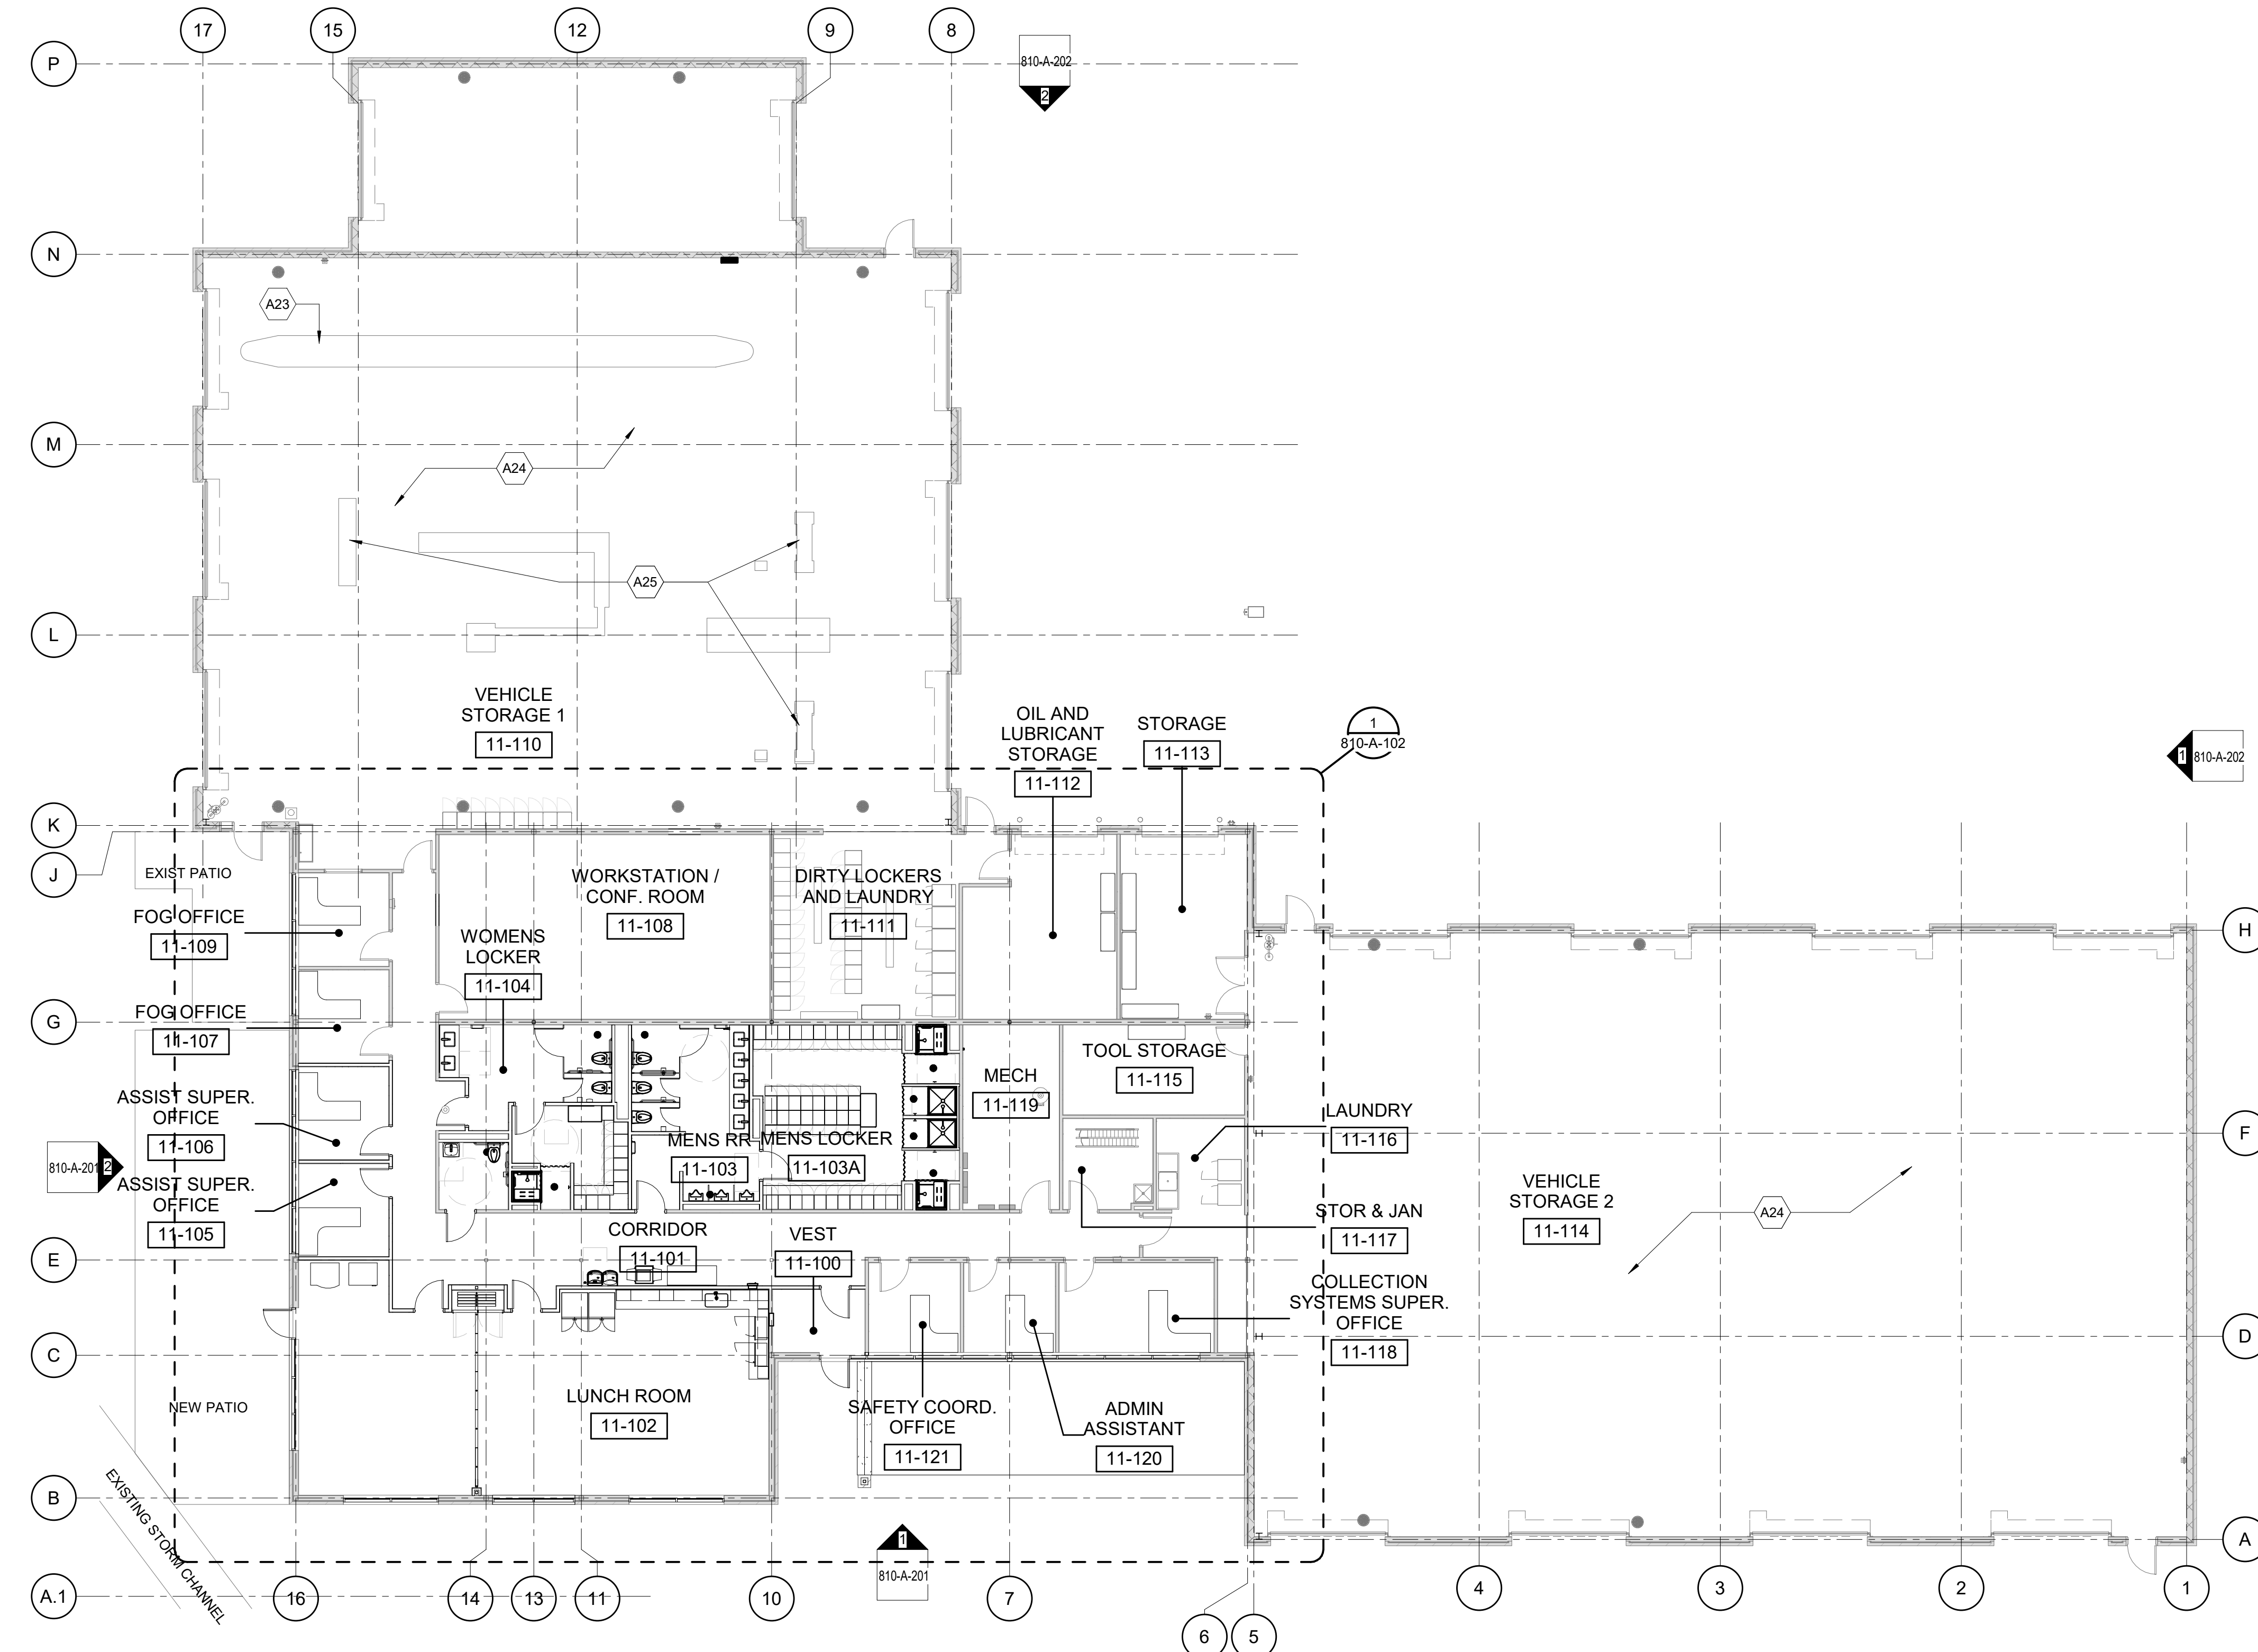 17
15
12
9
8
P
810-A-202
2
N
A23
M
A24
A25
L
VEHICLE
STORAGE 1
11-110
OIL AND
LUBRICANT
STORAGE
11-112
STORAGE
11-113
1
810-A-102
1
810-A-202
K
J
EXIST PATIO
WORKSTATION /
CONF. ROOM
11-108
DIRTY LOCKERS
AND LAUNDRY
11-111
FOG OFFICE
11-109
WOMENS
LOCKER
11-104
H
G
FOG OFFICE
11-107
TOOL STORAGE
11-115
MECH
11-119
ASSIST SUPER.
OFFICE
11-106
LAUNDRY
11-116
F
MENS RR
11-103
MENS LOCKER
11-103A
810-A-201
2
ASSIST SUPER.
OFFICE
11-105
VEHICLE
STORAGE 2
11-114
A24
STOR & JAN
11-117
CORRIDOR
11-101
VEST
11-100
E
COLLECTION
SYSTEMS SUPER.
OFFICE
11-118
D
C
NEW PATIO
LUNCH ROOM
11-102
SAFETY COORD.
OFFICE
11-121
ADMIN
ASSISTANT
11-120
B
EXISTING STORM CHANNEL
A
1
810-A-201
A.1
16
14
13
11
10
7
6
5
4
3
2
1